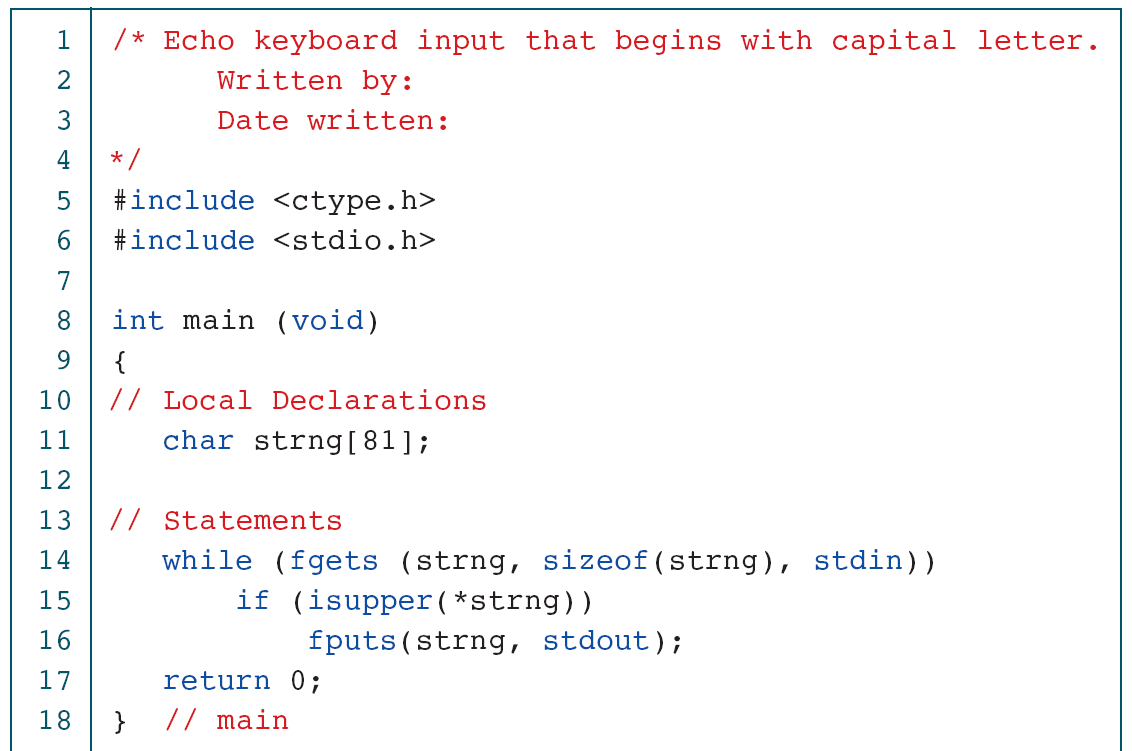 1 /* Echo keyboard input that begins with capital letter.
2 Written by:
3 Date written:
4 */
5 #include <ctype.h>
6 #include <stdio.h>
7
8 int main (void)
9 {
10 // Local Declarations
11 char strng[81];
12
13 // Statements
14 while (fgets (strng, sizeof(strng), stdin))
15 if (isupper(*strng))
16 fputs(strng, stdout);
17 return 0;
18 } // main